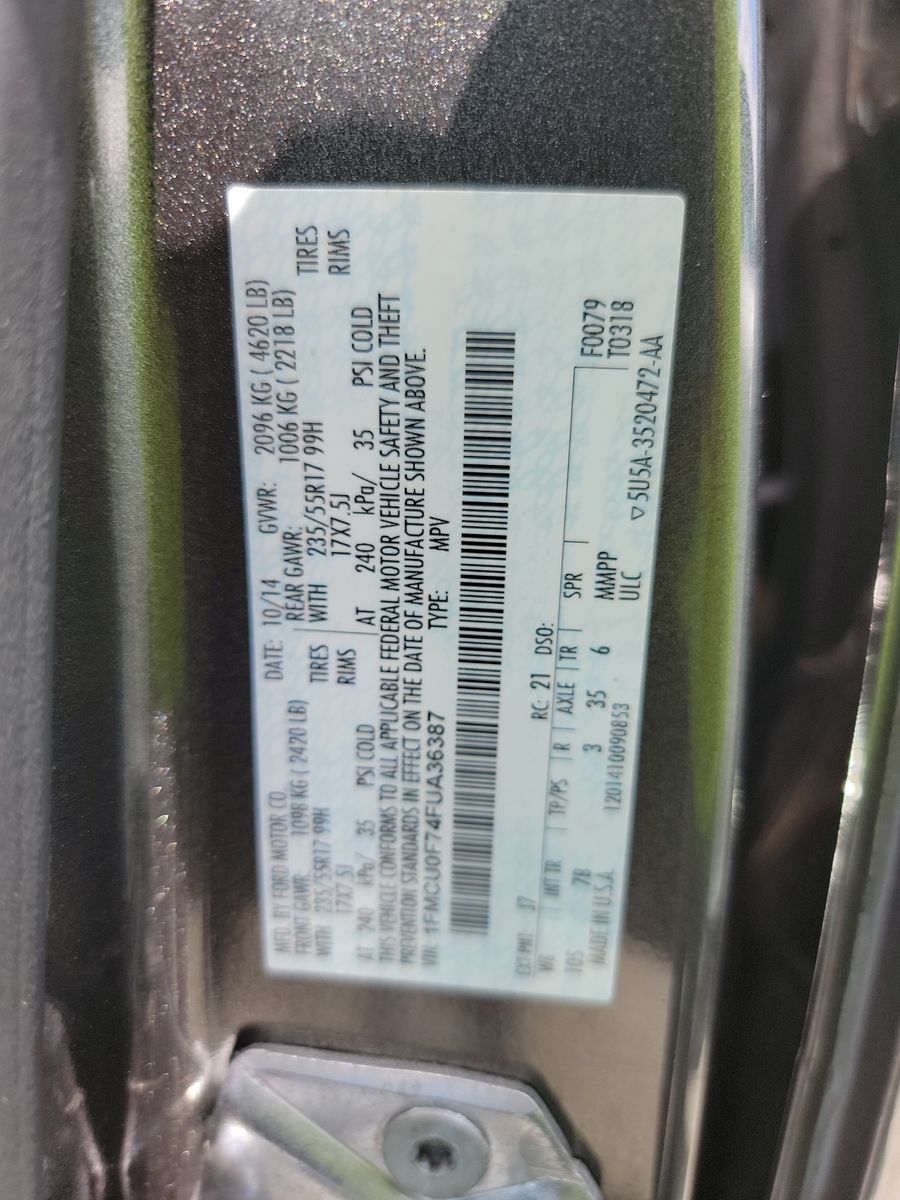 MFD. BY FORD MOTOR CO. DATE: 10/14 GVWR: 2096 KG ( 4620 LB)
FRONT GAWR: 1098 KG ( 2420 LB) REAR GAWR: 1006 KG ( 2218 LB)
WITH 235/55R17 99H TIRES WITH 235/55R17 99H TIRES
17X7.5J RIMS 17X7.5J RIMS
AT 240 kPa/ 35 PSI COLD AT 240 kPa/ 35 PSI COLD
THIS VEHICLE CONFORMS TO ALL APPLICABLE FEDERAL MOTOR VEHICLE SAFETY AND THEFT
PREVENTION STANDARDS IN EFFECT ON THE DATE OF MANUFACTURE SHOWN ABOVE.
VIN: 1FMCU0F74FUA36387 TYPE: MPV
EXT PNT: J7 RC: 21 DSO:
WB INT TR TP/PS R AXLE TR SPR F0079
105 7B 3 35 6 MMPP T0318
MADE IN U.S.A. 1201410090853 ULC
▽5U5A-3520472-AA